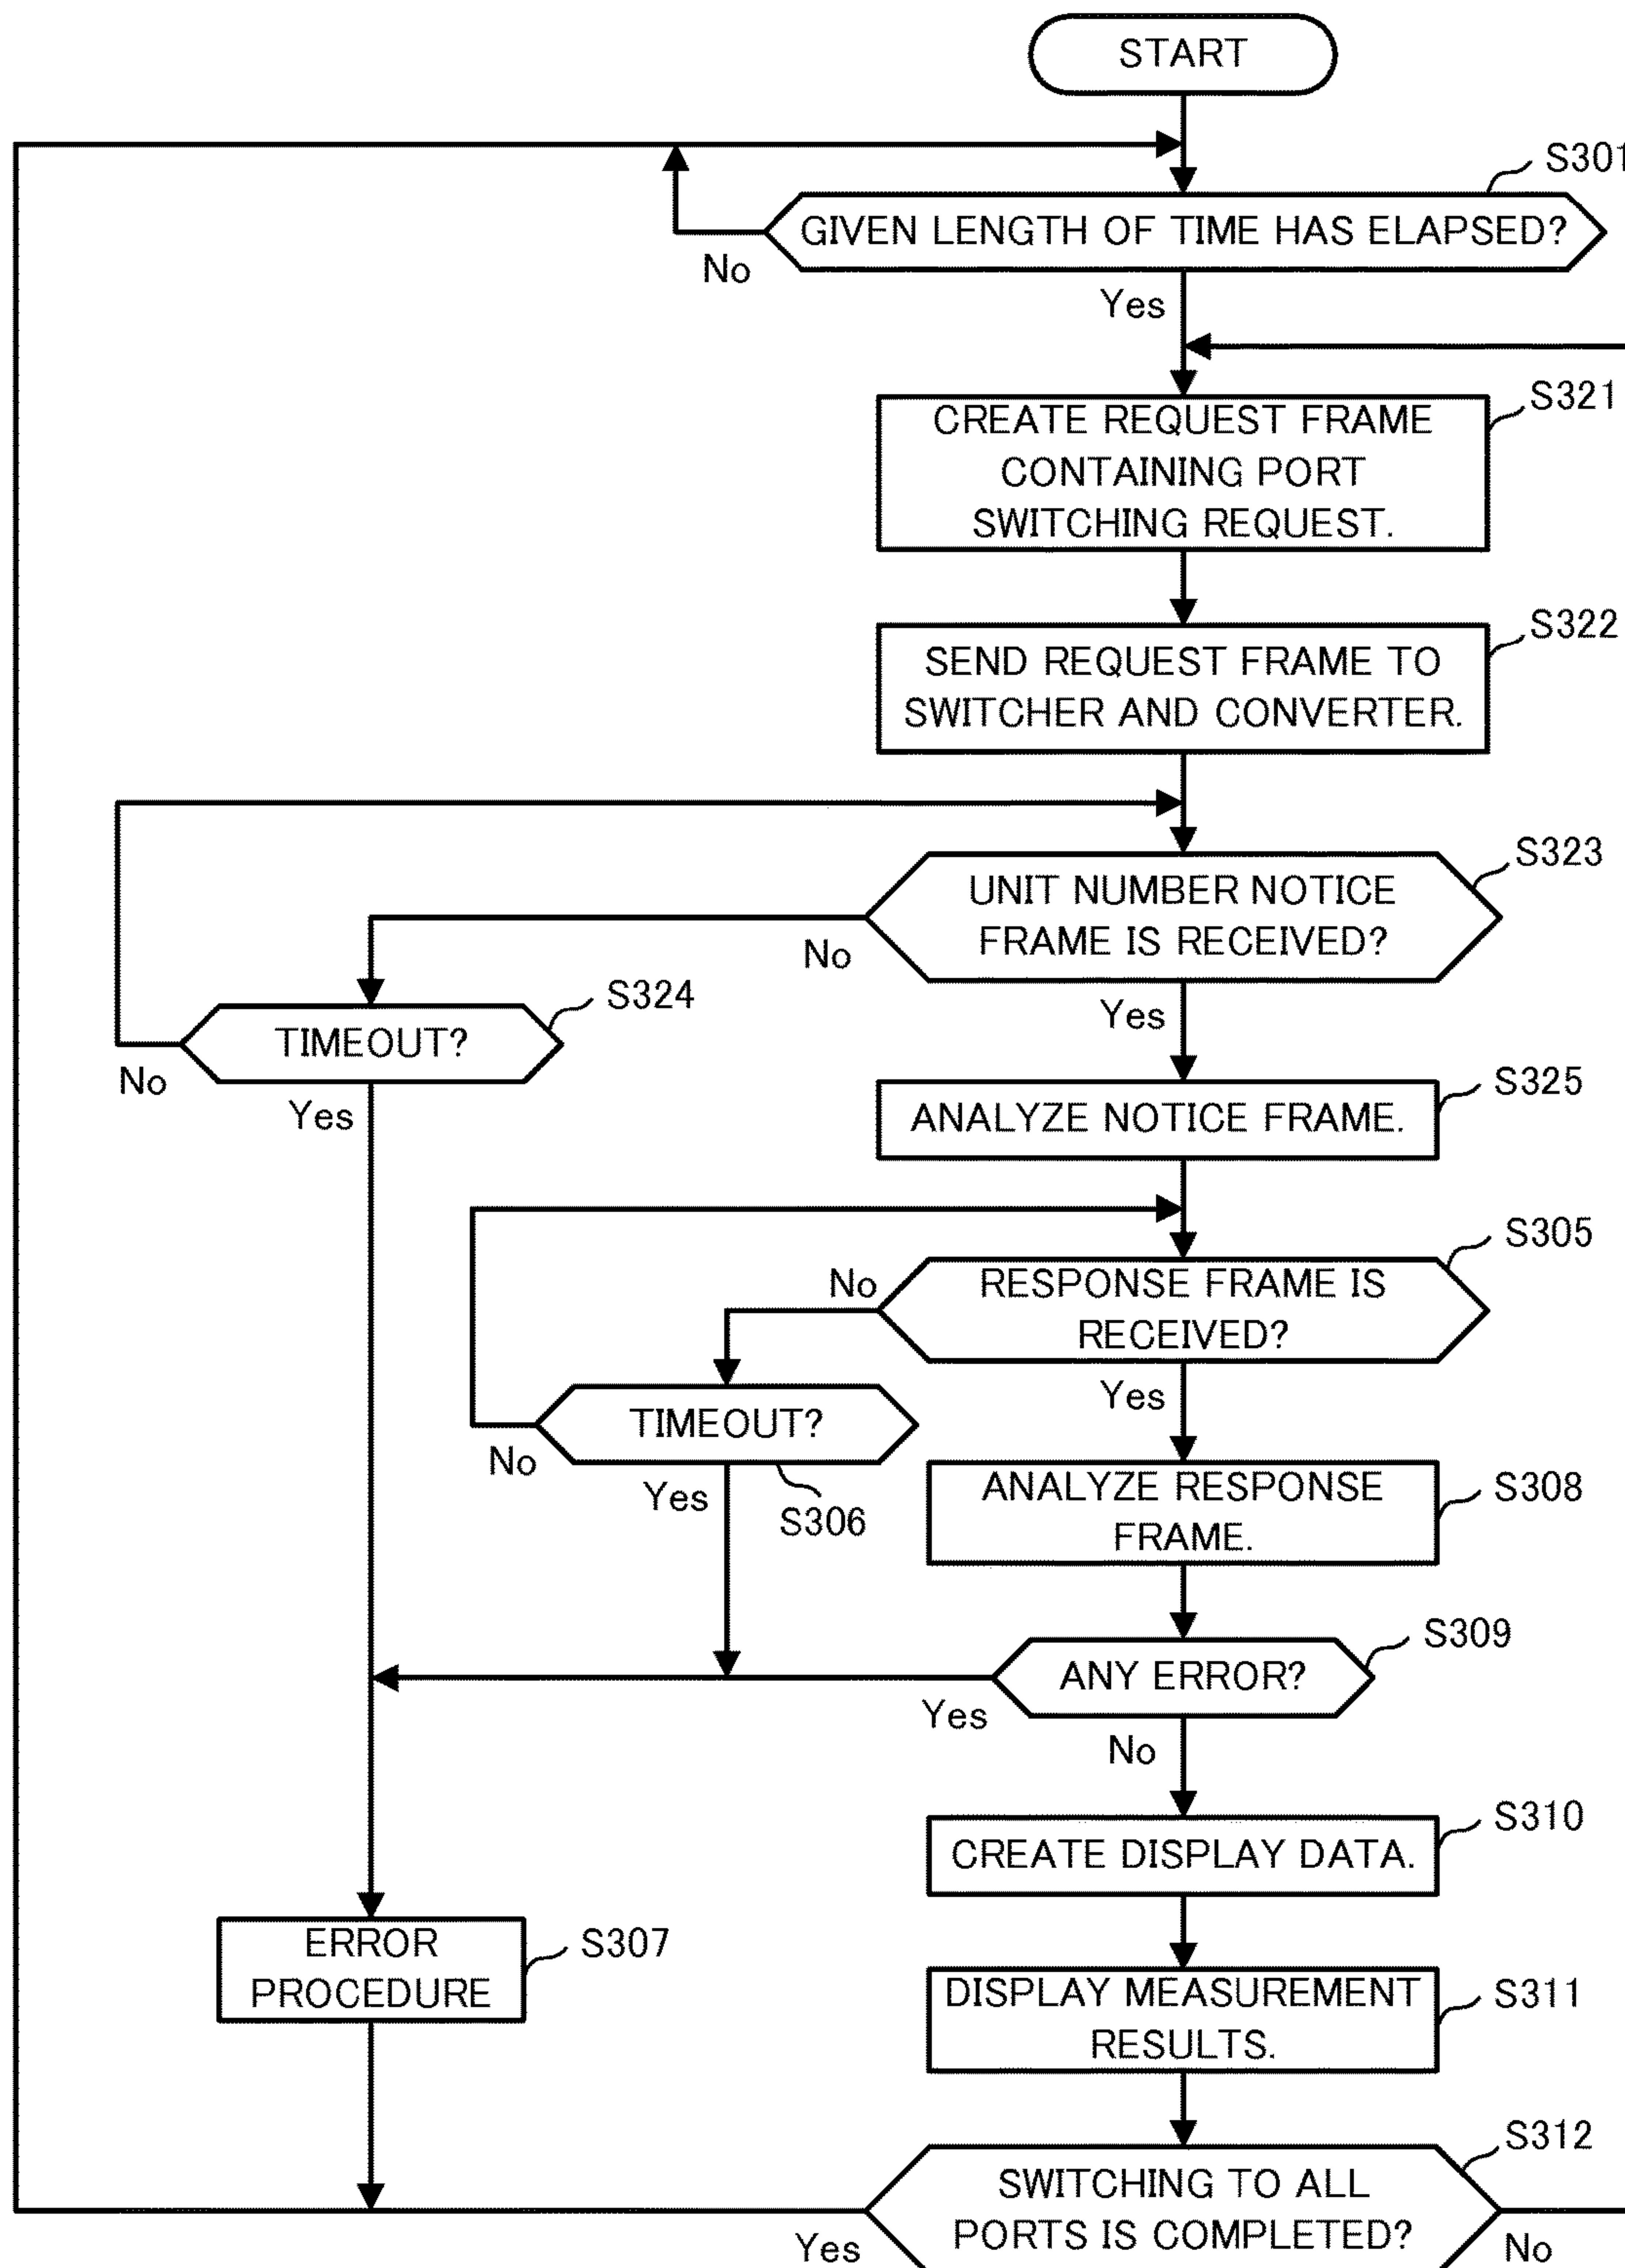 START
S301
GIVEN LENGTH OF TIME HAS ELAPSED?
No
Yes
S321
CREATE REQUEST FRAME
CONTAINING PORT
SWITCHING REQUEST.
S322
SEND REQUEST FRAME TO
SWITCHER AND CONVERTER.
S323
UNIT NUMBER NOTICE
FRAME IS RECEIVED?
No
Yes
S324
TIMEOUT?
No
Yes
S325
ANALYZE NOTICE FRAME.
S305
RESPONSE FRAME IS
RECEIVED?
No
Yes
TIMEOUT?
No
Yes
S306
S308
ANALYZE RESPONSE
FRAME.
S309
ANY ERROR?
Yes
No
S310
CREATE DISPLAY DATA.
ERROR
PROCEDURE
S307
DISPLAY MEASUREMENT
RESULTS.
S311
S312
SWITCHING TO ALL
PORTS IS COMPLETED?
Yes
No